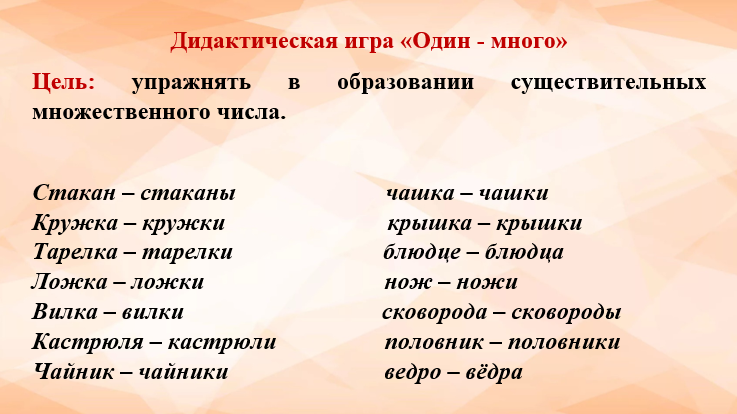 Дидактическая игра «Один - много»
Цель: упражнять в образовании существительных
множественного числа.
Стакан – стаканы чашка – чашки
Кружка – кружки крышка – крышки
Тарелка – тарелки блюдце – блюдца
Ложка – ложки нож – ножи
Вилка – вилки сковорода – сковороды
Кастрюля – кастрюли половник – половники
Чайник – чайники ведро – вёдра